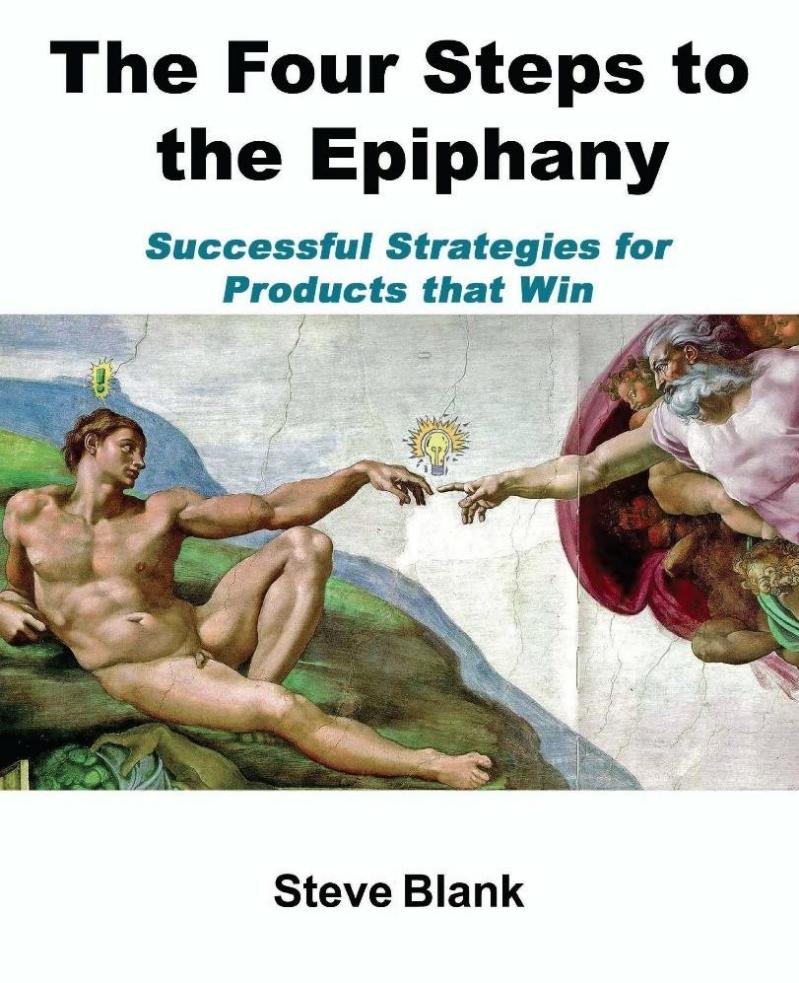 The Four Steps to
the Epiphany
Successful Strategies for
Products that Win
!
Steve Blank